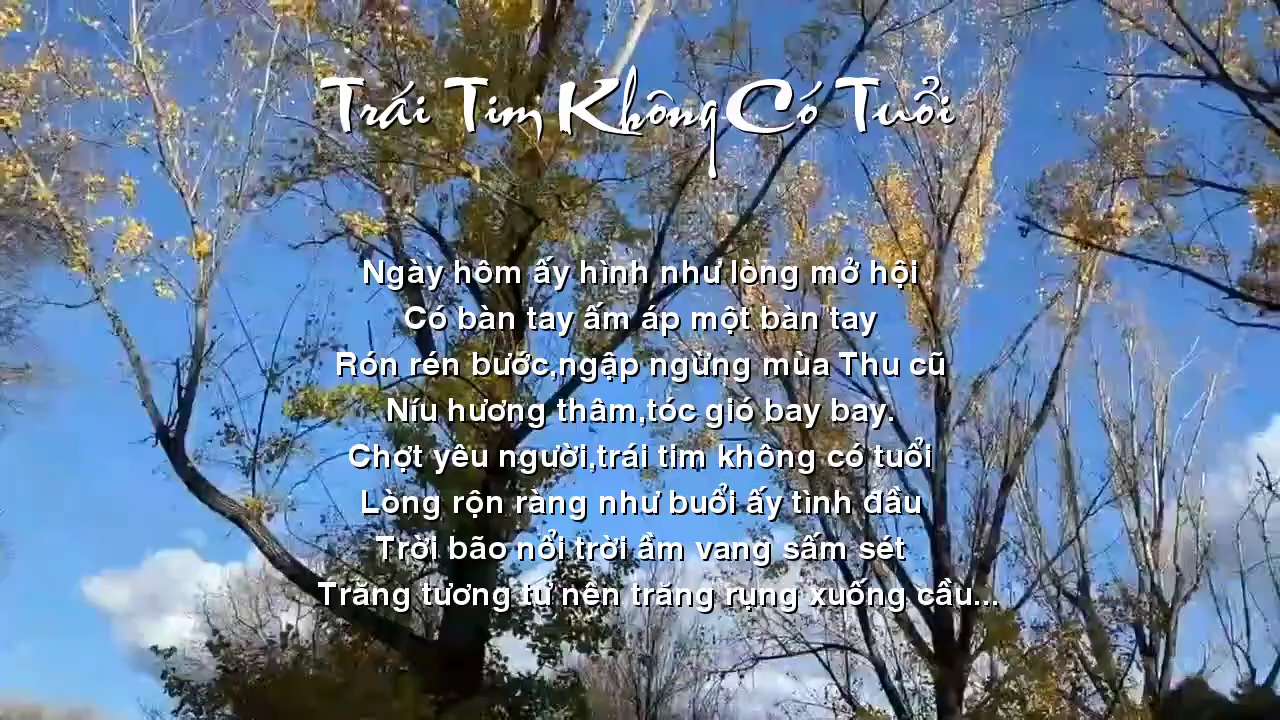 Trái Tim Không Có Tuổi
Ngày hôm ấy hình như lòng mở hội
Có bàn tay ấm áp một bàn tay
Rón rén bước,ngập ngừng mùa Thu cũ
Níu hương thâm,tóc gió bay bay.
Chợt yêu người,trái tim không có tuổi
Lòng rộn ràng như buổi ấy tình đầu
Trời bão nổi trời ầm vang sấm sét
Trăng tương tư nên trăng rụng xuống cầu...